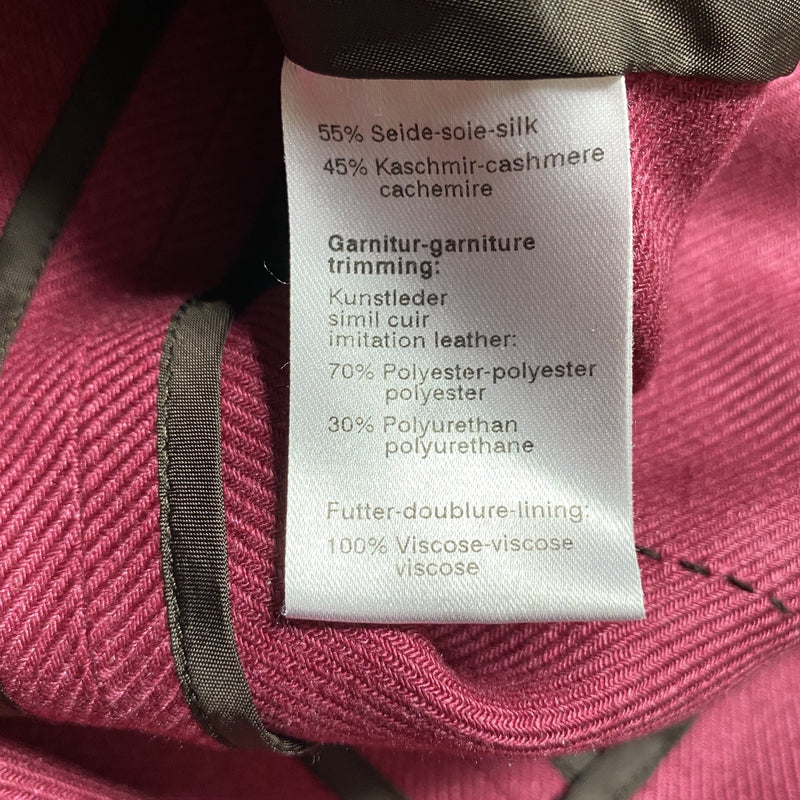 55% Seide-soie-silk
45% Kaschmir-cashmere
cachemire
Garnitur-garniture
trimming:
Kunstleder
simil cuir
imitation leather:
70% Polyester-polyester
polyester
30% Polyurethan
polyurethane
Futter-doublure-lining:
100% Viscose-viscose
viscose